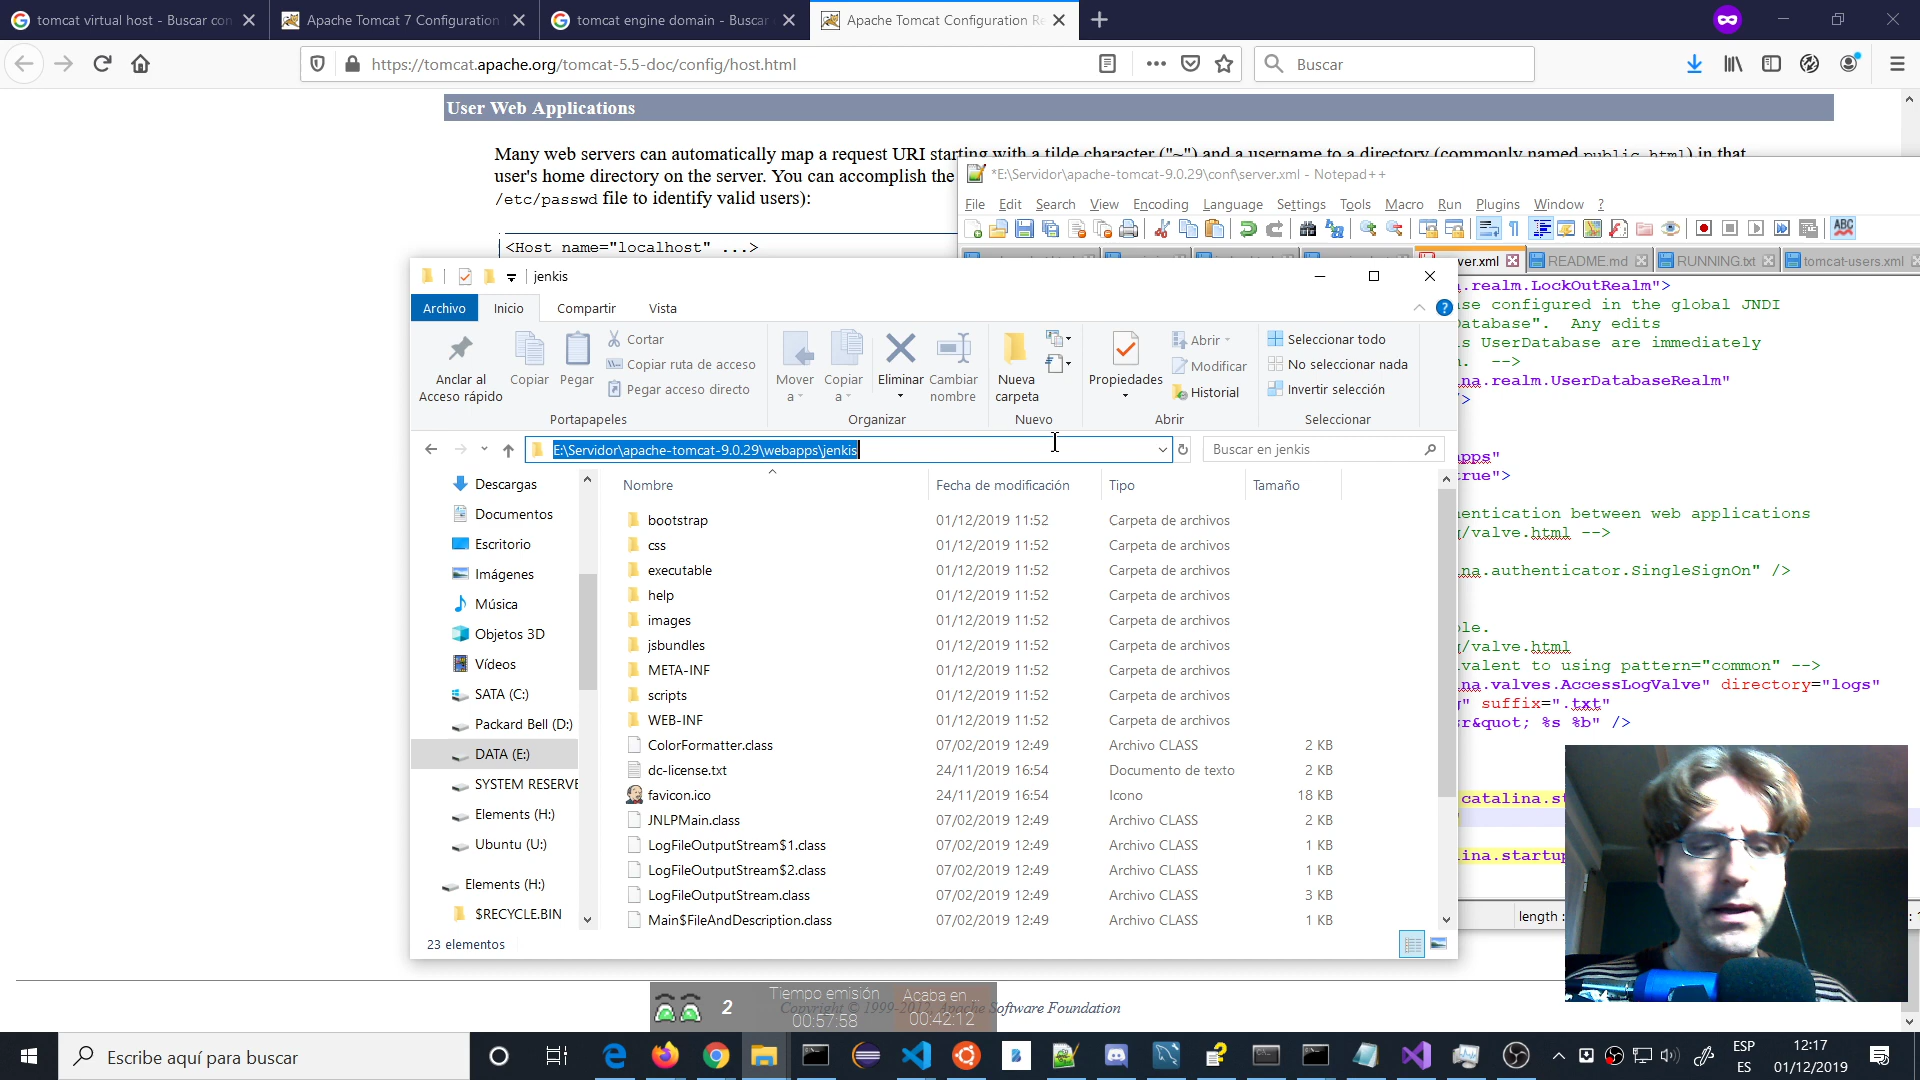 tomcat virtual host - Buscar con
Apache Tomcat 7 Configuration
tomcat engine domain - Buscar
Apache Tomcat Configuration Re
https://tomcat.apache.org/tomcat-5.5-doc/config/host.html
Buscar
User Web Applications
Many web servers can automatically map a request URI starting with a tilde character ("~") and a username to a directory (commonly named public_html) in that
user's home directory on the server. You can accomplish the
/etc/passwd file to identify valid users):
<Host name="localhost" ...>
*E:\Servidor\apache-tomcat-9.0.29\conf\server.xml - Notepad++
File Edit Search View Encoding Language Settings Tools Macro Run Plugins Window ?
ver.xml README.md RUNNING.txt tomcat-users.xml
.realm.LockOutRealm">
se configured in the global JNDI
atabase". Any edits
s UserDatabase are immediately
. -->
na.realm.UserDatabaseRealm"
/>
pps"
rue">
entication between web applications
/valve.html -->
na.authenticator.SingleSignOn" />
le.
/valve.html
valent to using pattern="common" -->
na.valves.AccessLogValve" directory="logs"
" suffix=".txt"
r&quot; %s %b" />
catalina.st
ina.startup
length :
jenkis
Archivo Inicio Compartir Vista
Anclar al Acceso rápido
Copiar
Pegar
Cortar
Copiar ruta de acceso
Pegar acceso directo
Portapapeles
Mover a
Copiar a
Eliminar
Cambiar nombre
Organizar
Nueva carpeta
Nuevo
Propiedades
Abrir
Modificar
Historial
Abrir
Seleccionar todo
No seleccionar nada
Invertir selección
Seleccionar
E:\Servidor\apache-tomcat-9.0.29\webapps\jenkis
Buscar en jenkis
Descargas
Documentos
Escritorio
Imágenes
Música
Objetos 3D
Vídeos
SATA (C:)
Packard Bell (D:)
DATA (E:)
SYSTEM RESERVE
Elements (H:)
Ubuntu (U:)
Elements (H:)
$RECYCLE.BIN
Nombre Fecha de modificación Tipo Tamaño
bootstrap 01/12/2019 11:52 Carpeta de archivos
css 01/12/2019 11:52 Carpeta de archivos
executable 01/12/2019 11:52 Carpeta de archivos
help 01/12/2019 11:52 Carpeta de archivos
images 01/12/2019 11:52 Carpeta de archivos
jsbundles 01/12/2019 11:52 Carpeta de archivos
META-INF 01/12/2019 11:52 Carpeta de archivos
scripts 01/12/2019 11:52 Carpeta de archivos
WEB-INF 01/12/2019 11:52 Carpeta de archivos
ColorFormatter.class 07/02/2019 12:49 Archivo CLASS 2 KB
dc-license.txt 24/11/2019 16:54 Documento de texto 2 KB
favicon.ico 24/11/2019 16:54 Icono 18 KB
JNLPMain.class 07/02/2019 12:49 Archivo CLASS 2 KB
LogFileOutputStream$1.class 07/02/2019 12:49 Archivo CLASS 1 KB
LogFileOutputStream$2.class 07/02/2019 12:49 Archivo CLASS 1 KB
LogFileOutputStream.class 07/02/2019 12:49 Archivo CLASS 3 KB
Main$FileAndDescription.class 07/02/2019 12:49 Archivo CLASS 1 KB
23 elementos
2
Tiempo emisión
00:57:58
Acaba en ...
00:42:12
Apache Software Foundation
Escribe aquí para buscar
ESP
ES
12:17
01/12/2019